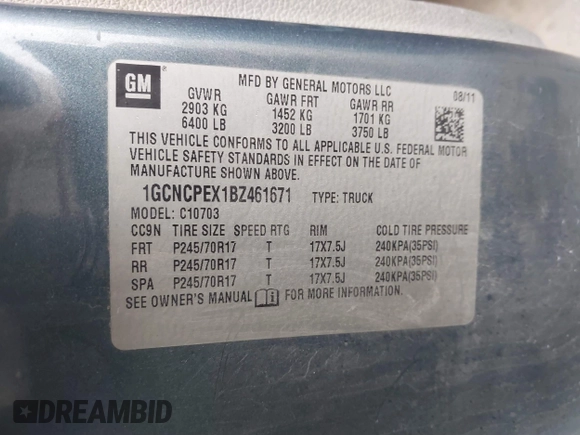 GM
MFD BY GENERAL MOTORS LLC
08/11
GVWR GAWR FRT GAWR RR
2903 KG 1452 KG 1701 KG
6400 LB 3200 LB 3750 LB
THIS VEHICLE CONFORMS TO ALL APPLICABLE U.S. FEDERAL MOTOR
VEHICLE SAFETY STANDARDS IN EFFECT ON THE DATE OF
MANUFACTURE SHOWN ABOVE.
1GCNCPEX1BZ461671 TYPE: TRUCK
MODEL: C10703
CC9N TIRE SIZE SPEED RTG RIM COLD TIRE PRESSURE
FRT P245/70R17 T 17X7.5J 240KPA(35PSI)
RR P245/70R17 T 17X7.5J 240KPA(35PSI)
SPA P245/70R17 T 17X7.5J 240KPA(35PSI)
SEE OWNER'S MANUAL FOR MORE INFORMATION.
DREAMBID